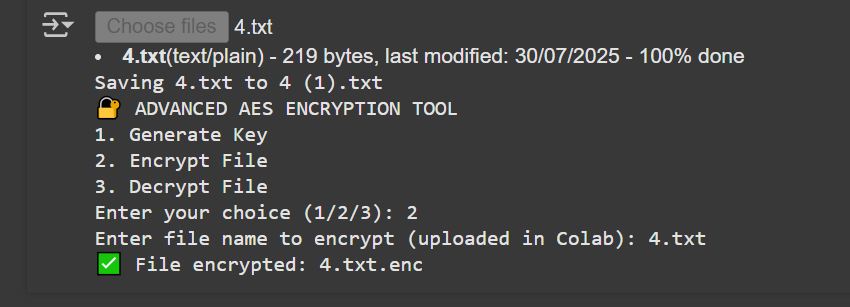 Choose files 4.txt
• 4.txt(text/plain) - 219 bytes, last modified: 30/07/2025 - 100% done
Saving 4.txt to 4 (1).txt
🔐 ADVANCED AES ENCRYPTION TOOL
1. Generate Key
2. Encrypt File
3. Decrypt File
Enter your choice (1/2/3): 2
Enter file name to encrypt (uploaded in Colab): 4.txt
✅ File encrypted: 4.txt.enc